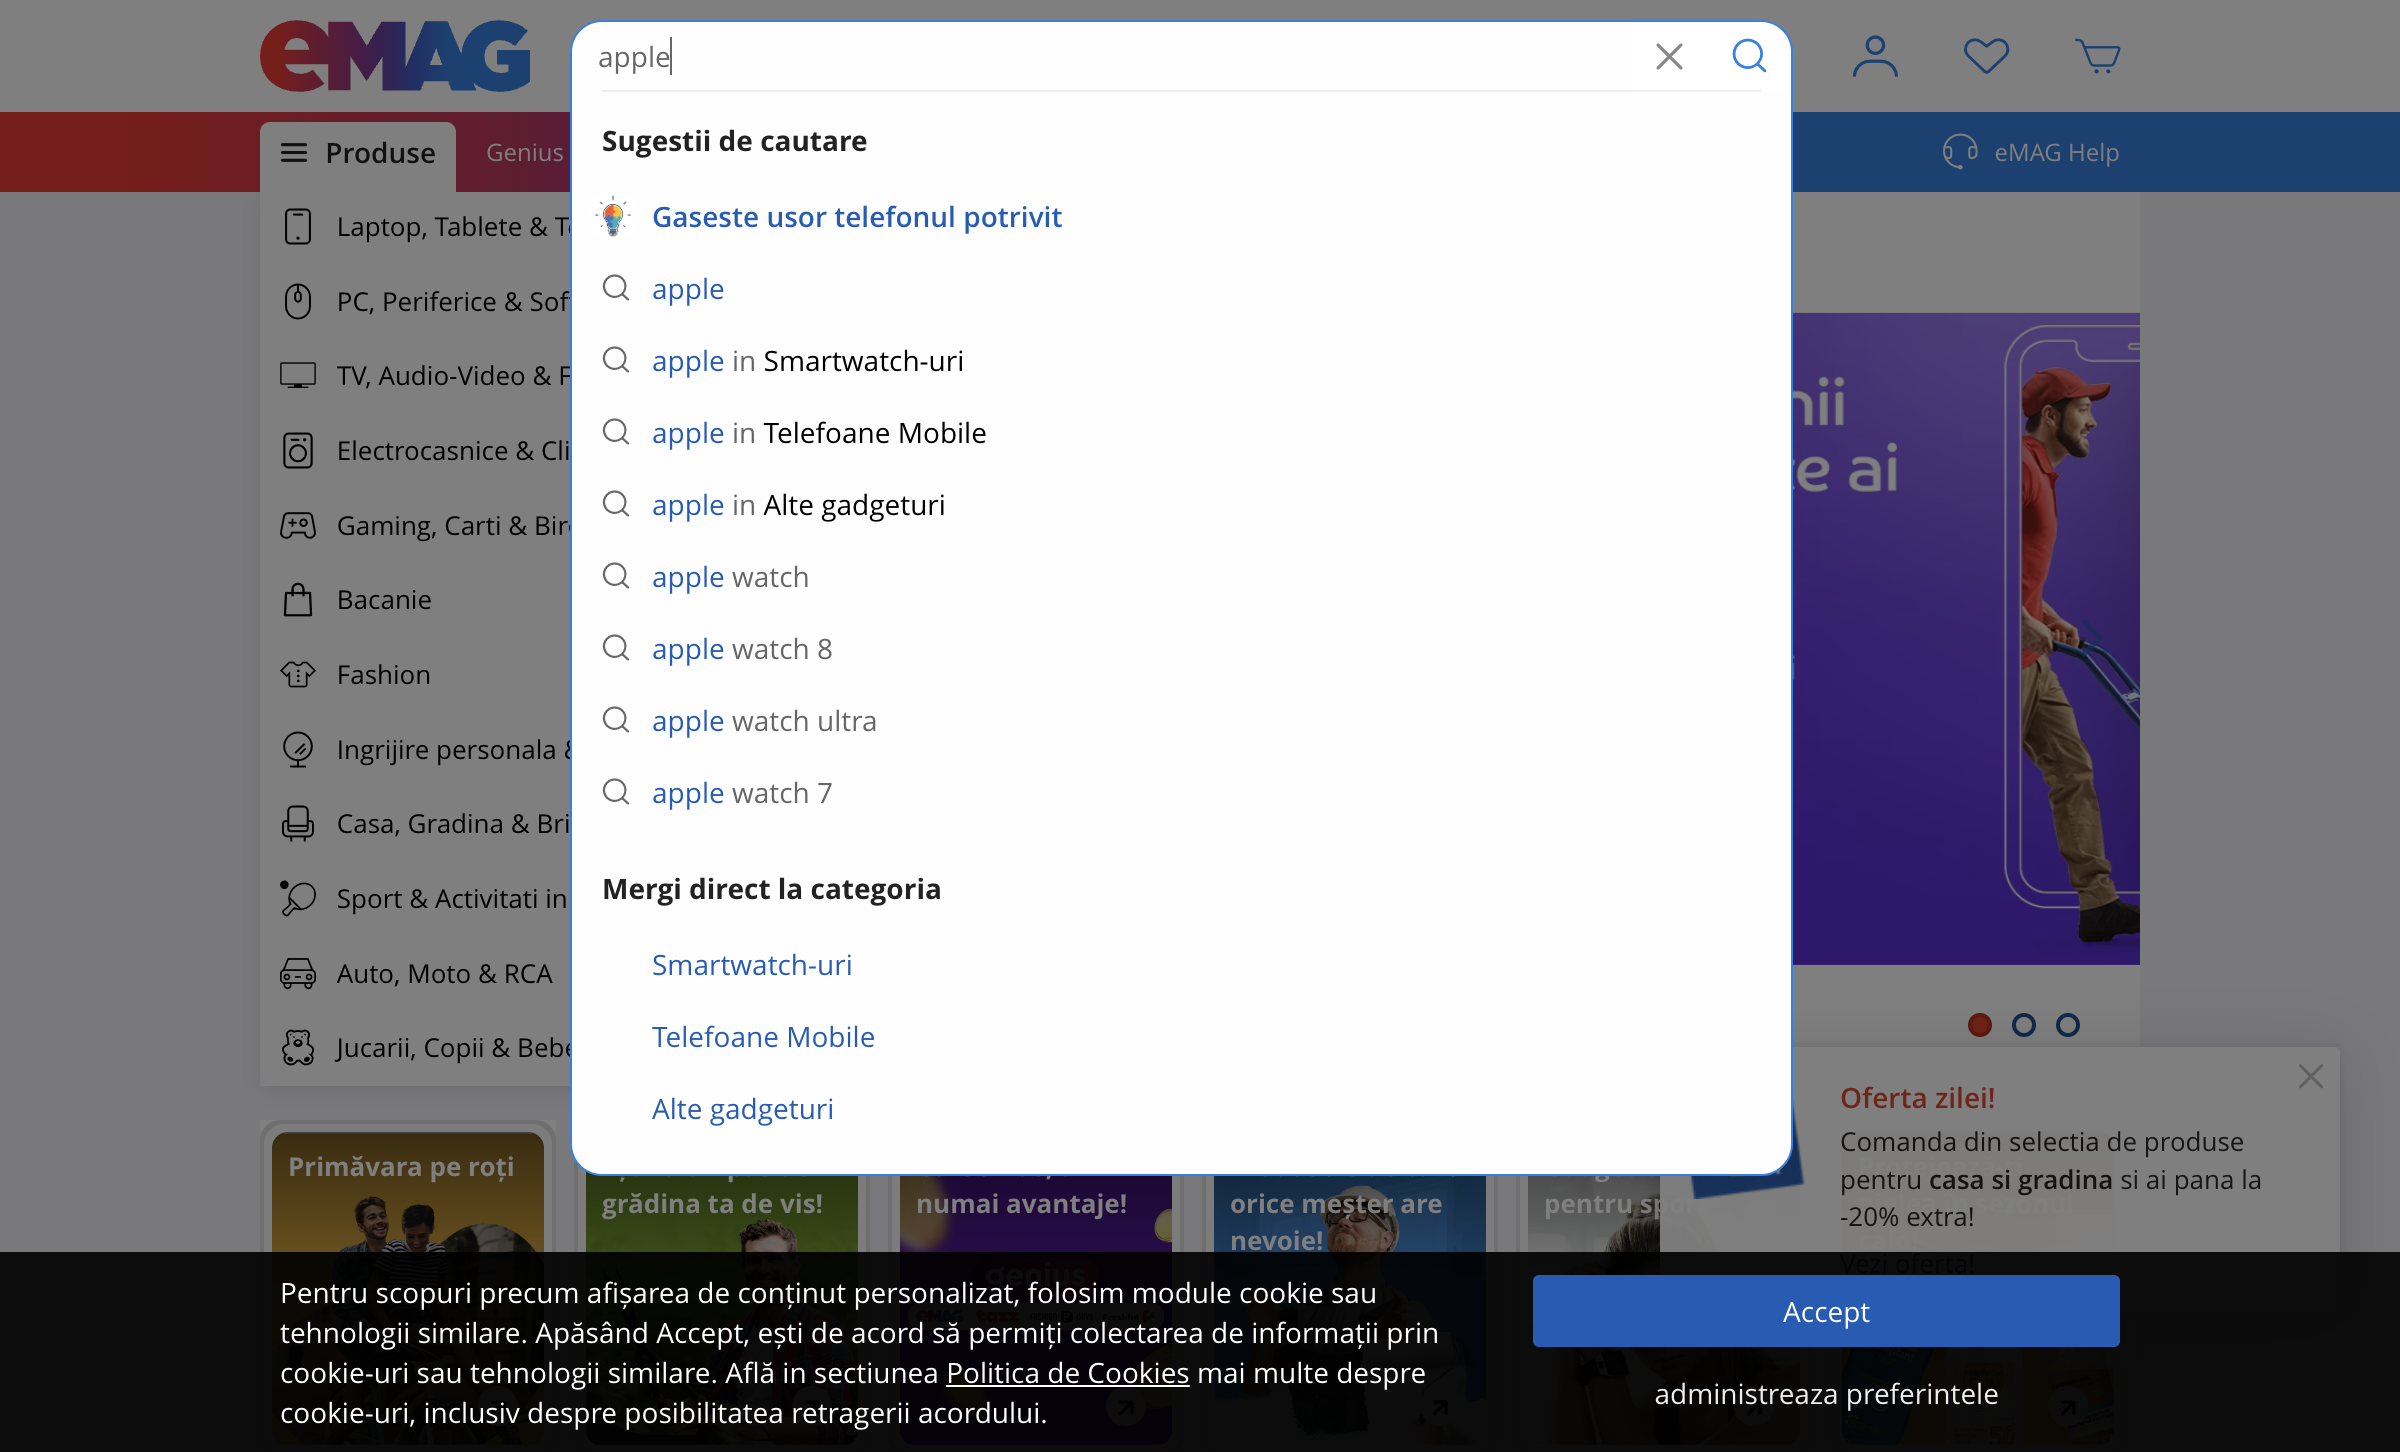 eMAG
apple
Produse
Genius
eMAG Help
Sugestii de cautare
Gaseste usor telefonul potrivit
apple
apple in Smartwatch-uri
apple in Telefoane Mobile
apple in Alte gadgeturi
apple watch
apple watch 8
apple watch ultra
apple watch 7
Mergi direct la categoria
Smartwatch-uri
Telefoane Mobile
Alte gadgeturi
Laptop, Tablete & T
PC, Periferice & Sof
TV, Audio-Video & F
Electrocasnice & Cli
Gaming, Carti & Bir
Bacanie
Fashion
Ingrijire personala &
Casa, Gradina & Bri
Sport & Activitati in
Auto, Moto & RCA
Jucarii, Copii & Beb
nii
e ai
Oferta zilei!
Comanda din selectia de produse
pentru casa si gradina si ai pana la
-20% extra!
Vezi oferta!
Primăvara pe roți
grădina ta de vis!
numai avantaje!
genius
orice meșter are
nevoie!
pentru spo
Pentru scopuri precum afișarea de conținut personalizat, folosim module cookie sau
tehnologii similare. Apăsând Accept, ești de acord să permiți colectarea de informații prin
cookie-uri sau tehnologii similare. Află in sectiunea Politica de Cookies mai multe despre
cookie-uri, inclusiv despre posibilitatea retragerii acordului.
Accept
administreaza preferintele